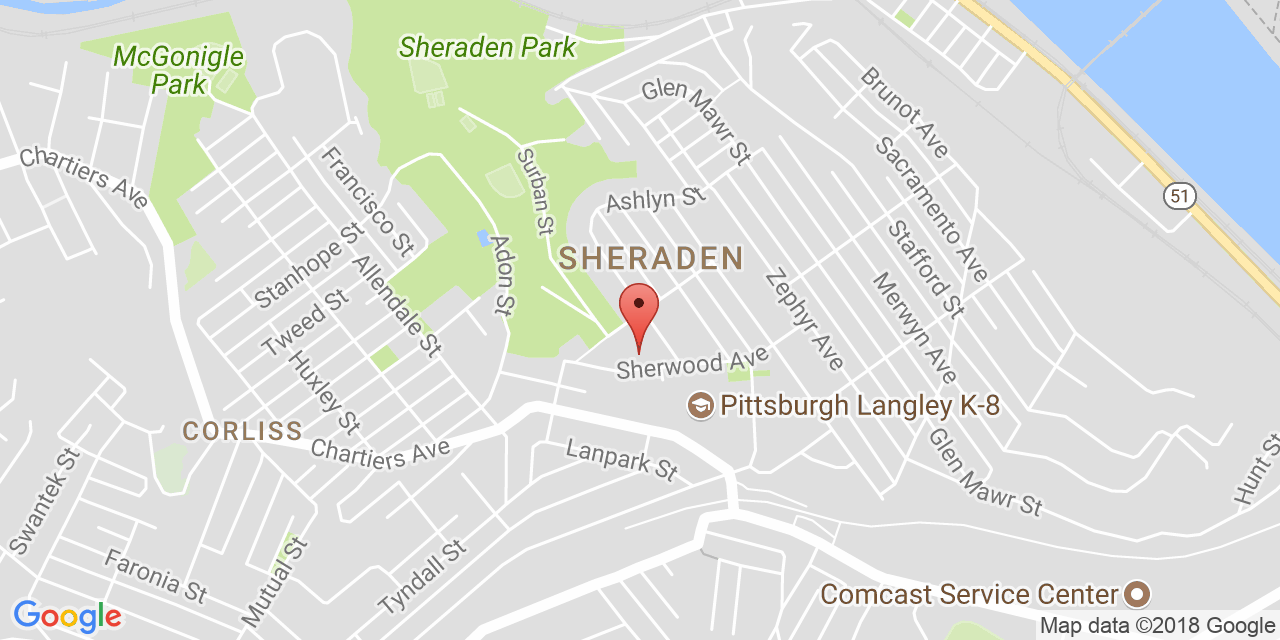 McGonigle
Park
Sheraden Park
Glen Mawr St
Brunot Ave
Chartiers Ave
Francisco St
Surban St
Ashlyn St
Sacramento Ave
51
Stanhope St
Adon St
SHERADEN
Stafford St
Allendale St
Zephyr Ave
Merwyn Ave
Tweed St
Huxley St
Sherwood Ave
Pittsburgh Langley K-8
CORLISS
Chartiers Ave
Lanpark St
Glen Mawr St
Hunt St
Swantek St
Faronia St
Mutual St
Tyndall St
Comcast Service Center
Google
Map data ©2018 Google